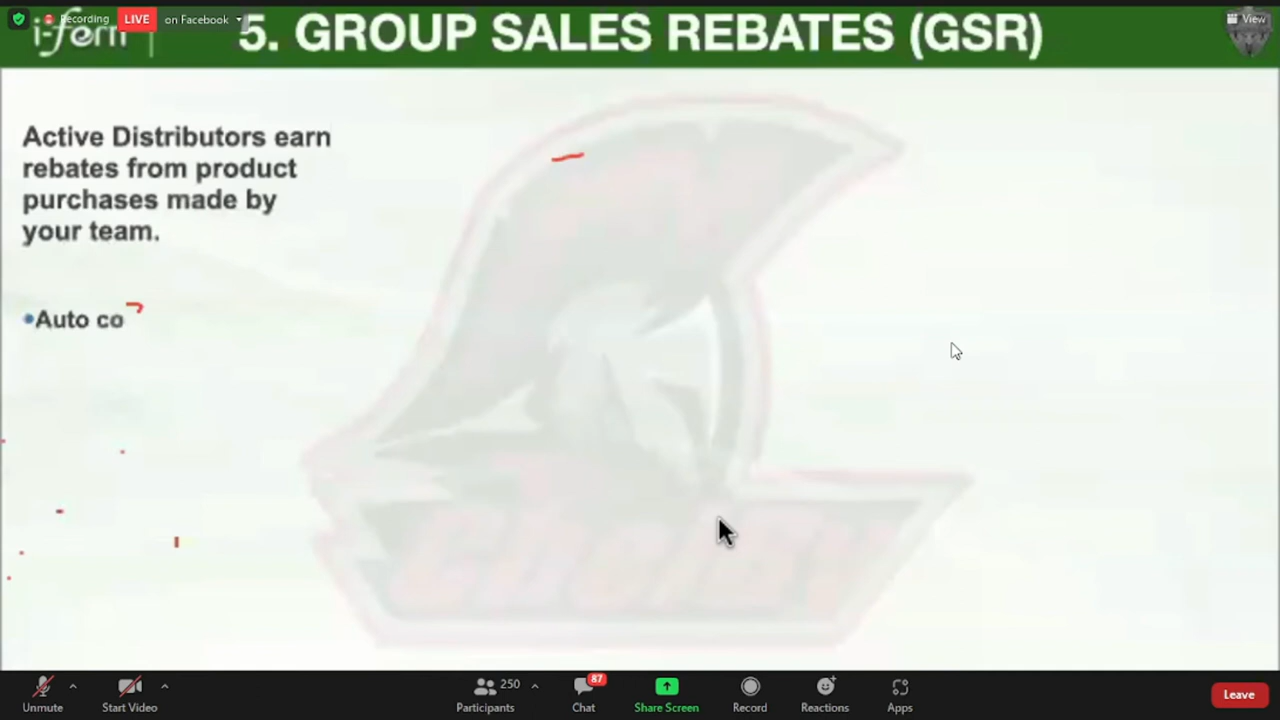 Recording LIVE on Facebook
View
i-fern
5. GROUP SALES REBATES (GSR)
Active Distributors earn
rebates from product
purchases made by
your team.
•Auto co
250
87
Unmute
Start Video
Participants
Chat
Share Screen
Record
Reactions
Apps
Leave